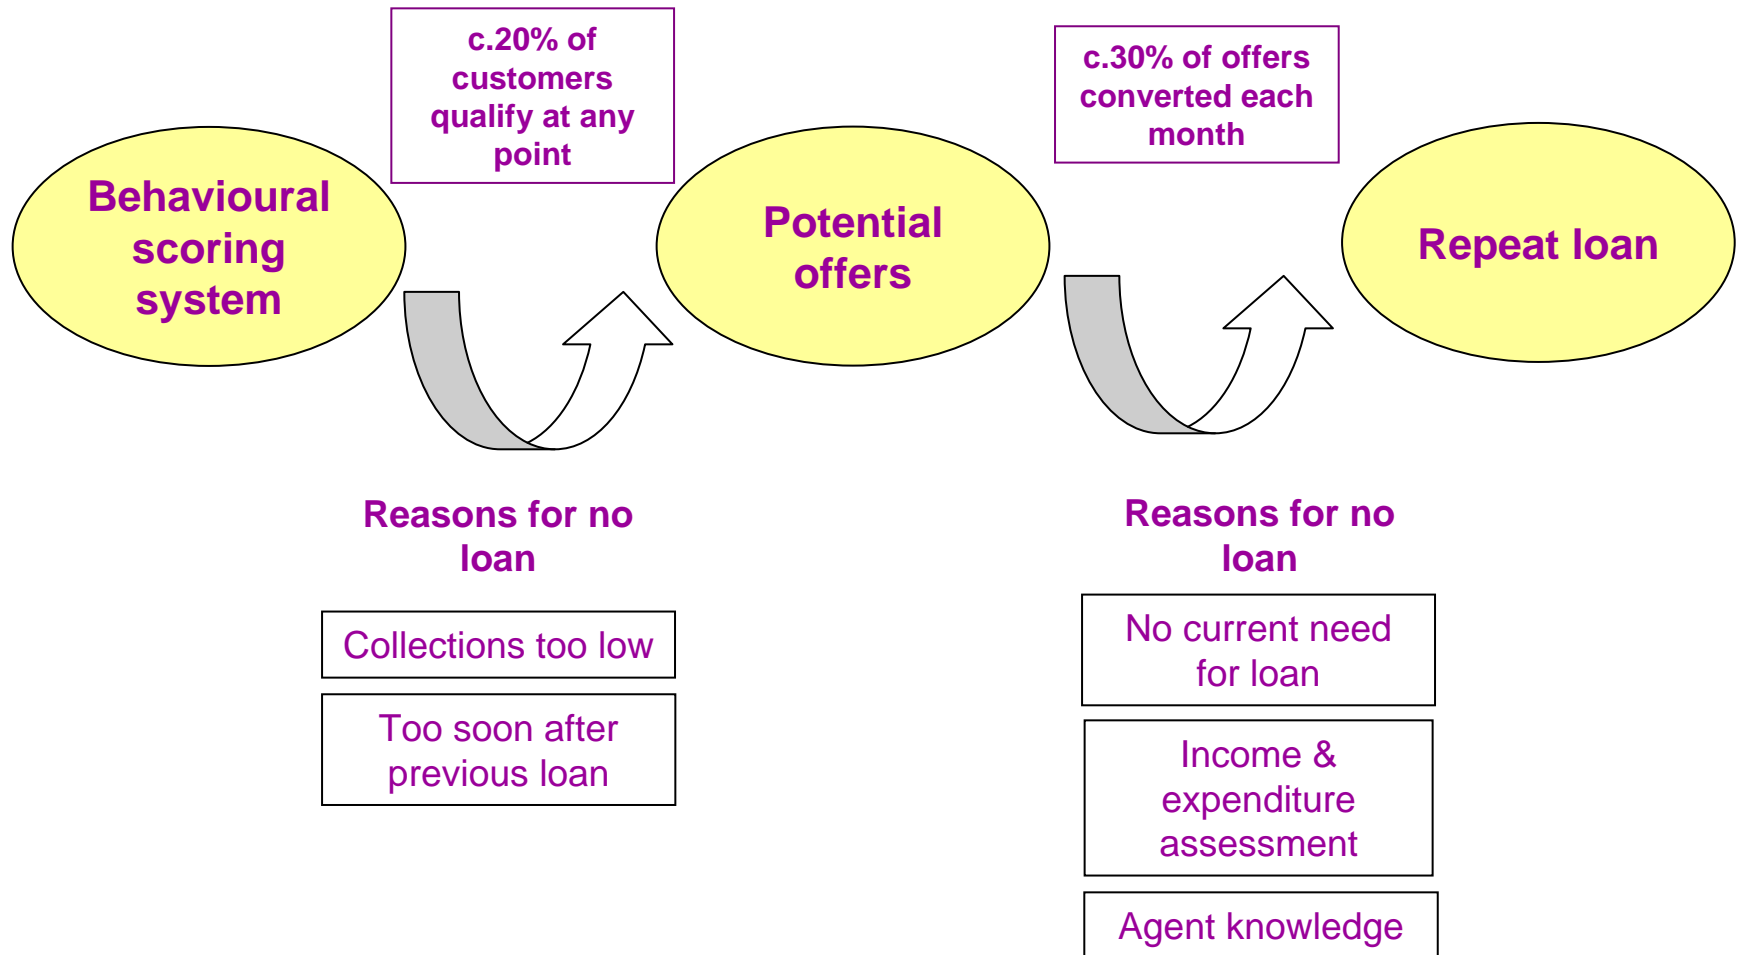 c.20% of
customers
qualify at any
point
c.30% of offers
converted each
month
Behavioural
scoring
system
Potential
offers
Repeat loan
Reasons for no
loan
Collections too low
Too soon after
previous loan
Reasons for no
loan
No current need
for loan
Income &
expenditure
assessment
Agent knowledge